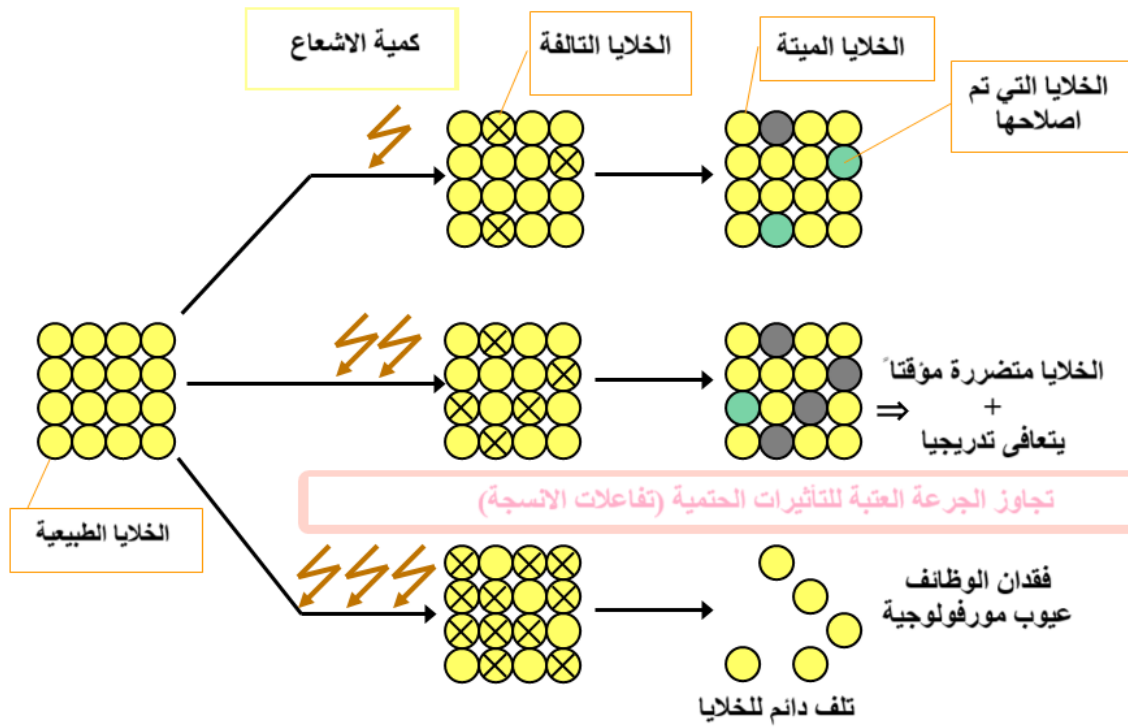 كمية الاشعاع
الخلايا التالفة
الخلايا الميتة
الخلايا التي تم
اصلاحها
الخلايا متضررة مؤقتا ً
+
يتعافى تدريجيا
تجاوز الجرعة العتبة للتأثيرات الحتمية (تفاعلات الانسجة)
الخلايا الطبيعية
فقدان الوظائف
عيوب مورفولوجية
تلف دائم للخلايا